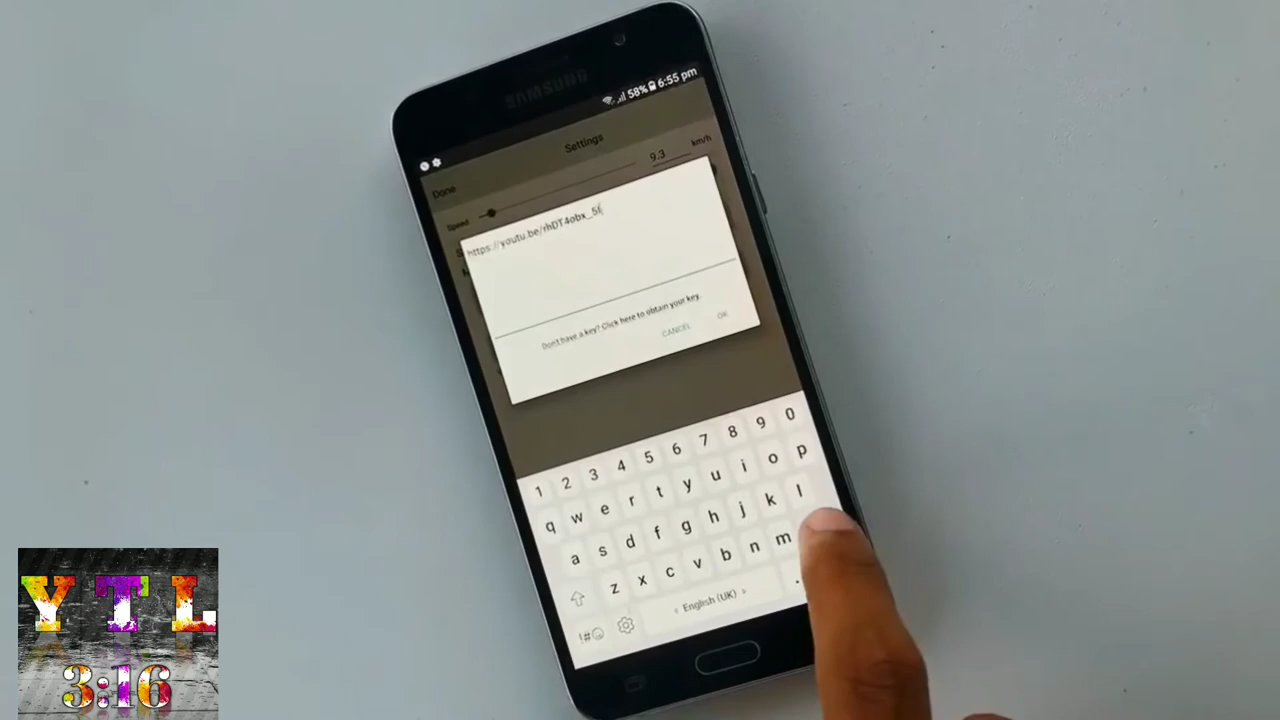 SAMSUNG
58% 6:55 pm
Settings
Done
9.3 km/h
Speed
https://youtu.be/rhDT4obx_5f
Don't have a key? Click here to obtain your key.
CANCEL OK
1 2 3 4 5 6 7 8 9 0
q w e r t y u i o p
a s d f g h j k l
z x c v b n m
!#☺ < English (UK) > .
YTL
3:16